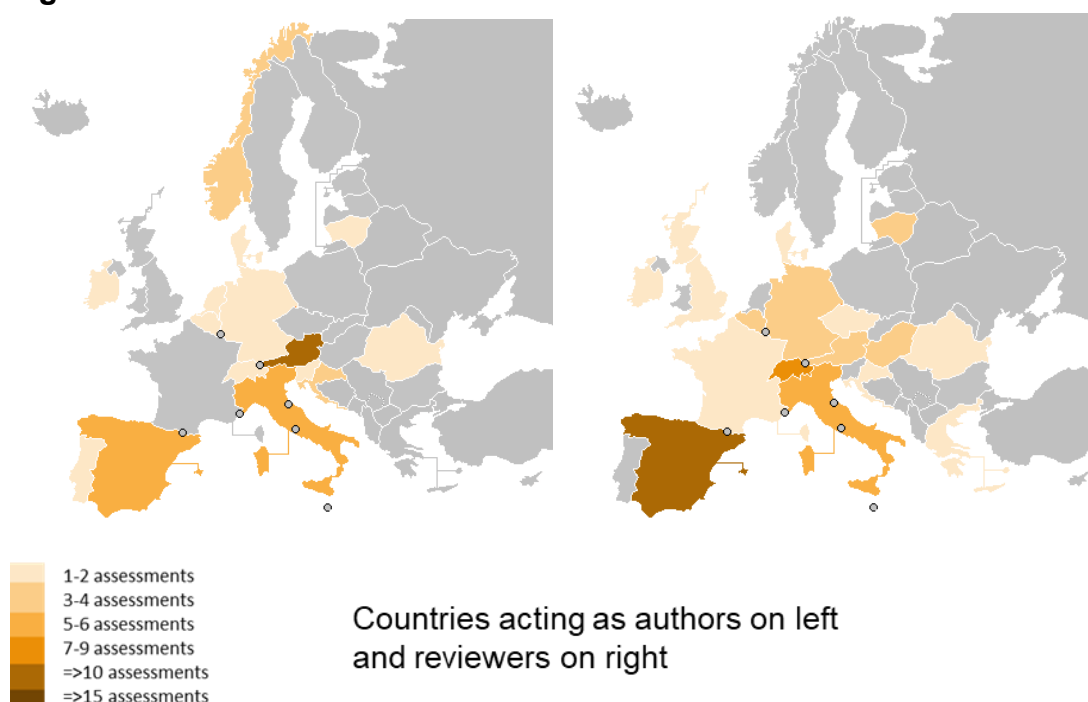 1-2 assessments
3-4 assessments
5-6 assessments
7-9 assessments
=>10 assessments
=>15 assessments
Countries acting as authors on left
and reviewers on right